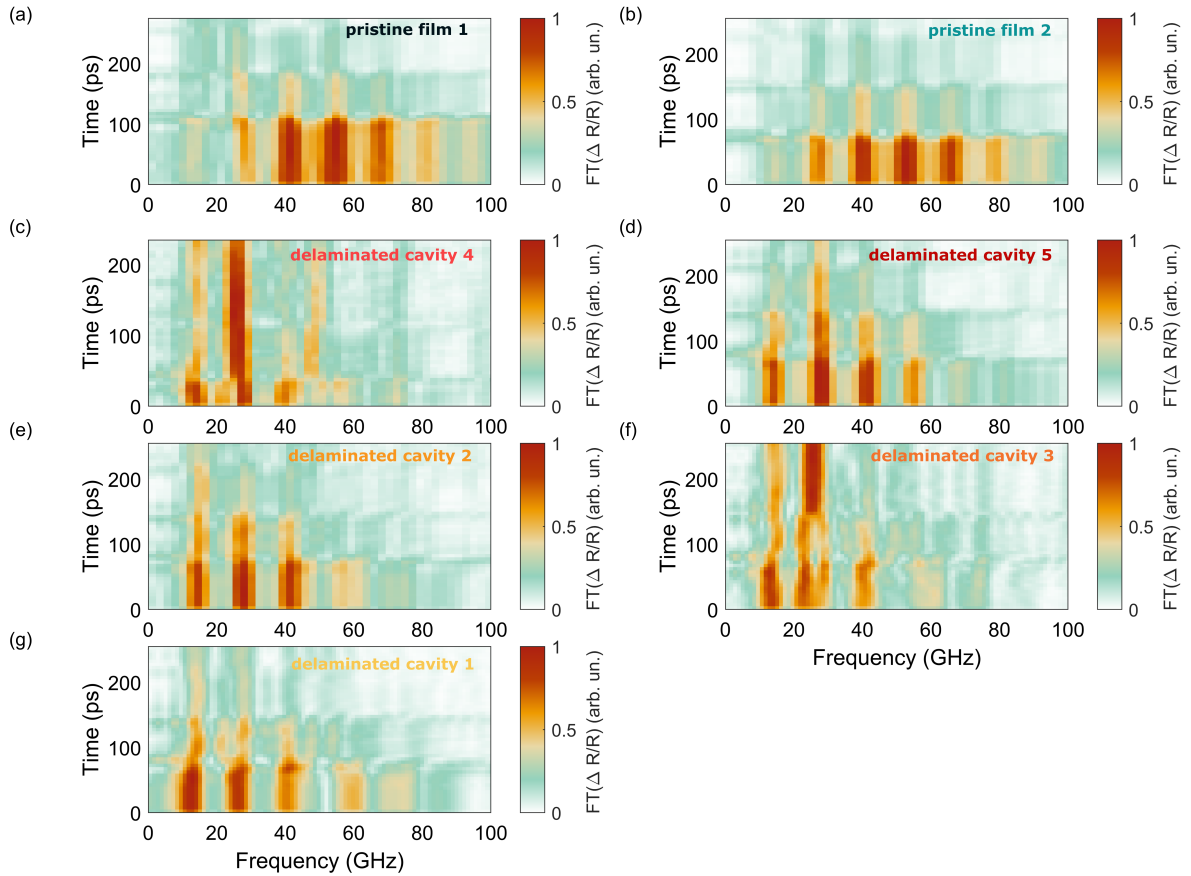 (a)
pristine film 1
Time (ps)
200
100
0
0 20 40 60 80 100
1
0.5
0
FT(Δ R/R) (arb. un.)
(b)
pristine film 2
Time (ps)
200
100
0
0 20 40 60 80 100
1
0.5
0
FT(Δ R/R) (arb. un.)
(c)
delaminated cavity 4
Time (ps)
200
100
0
0 20 40 60 80 100
1
0.5
0
FT(Δ R/R) (arb. un.)
(d)
delaminated cavity 5
Time (ps)
200
100
0
0 20 40 60 80 100
1
0.5
0
FT(Δ R/R) (arb. un.)
(e)
delaminated cavity 2
Time (ps)
200
100
0
0 20 40 60 80 100
1
0.5
0
FT(Δ R/R) (arb. un.)
(f)
delaminated cavity 3
Time (ps)
200
100
0
0 20 40 60 80 100
Frequency (GHz)
1
0.5
0
FT(Δ R/R) (arb. un.)
(g)
delaminated cavity 1
Time (ps)
200
100
0
0 20 40 60 80 100
Frequency (GHz)
1
0.5
0
FT(Δ R/R) (arb. un.)